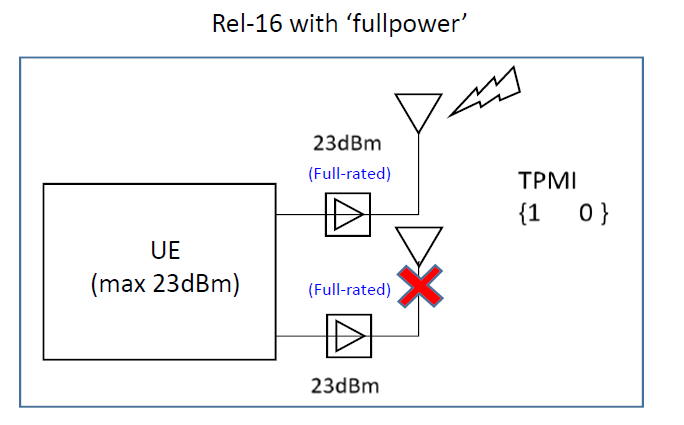 Rel-16 with ‘fullpower’
23dBm
(Full-rated)
TPMI
{1 0 }
UE
(max 23dBm)
(Full-rated)
23dBm